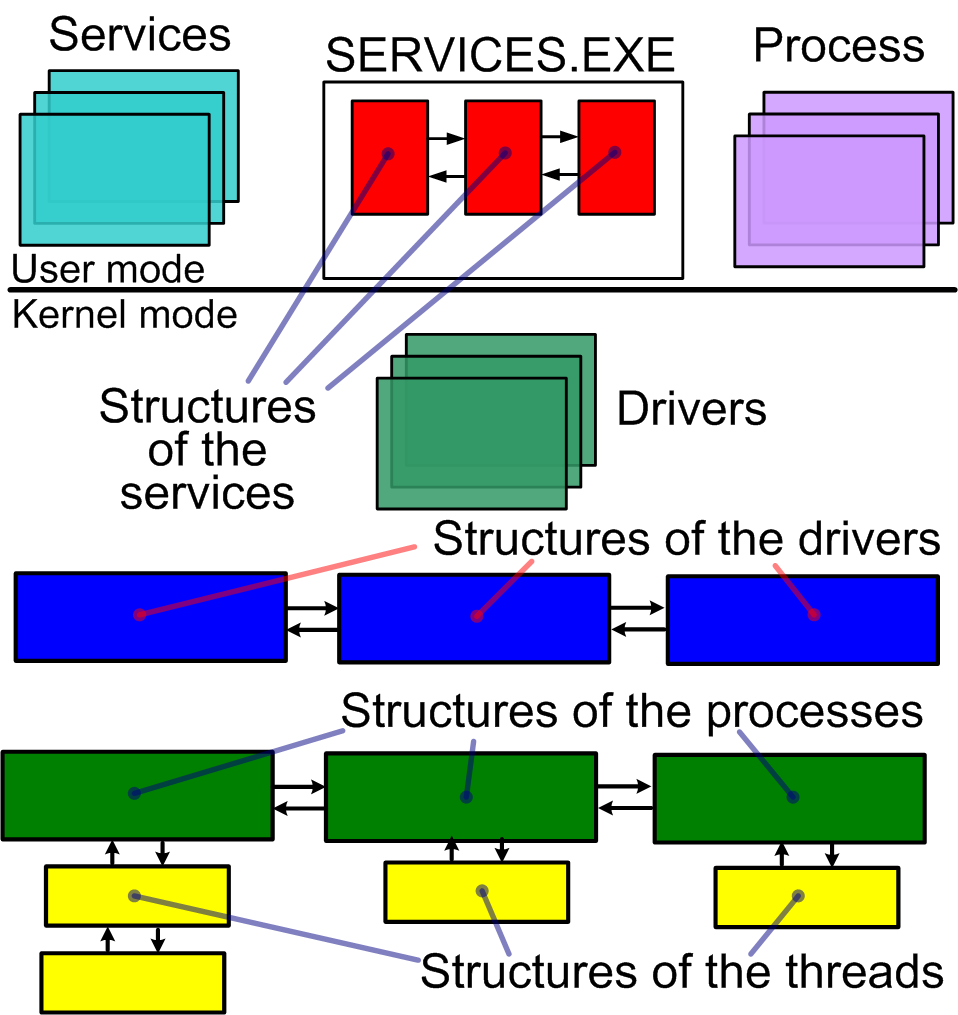 Services
SERVICES.EXE
Process
User mode
Kernel mode
Structures
of the
services
Drivers
Structures of the drivers
Structures of the processes
Structures of the threads